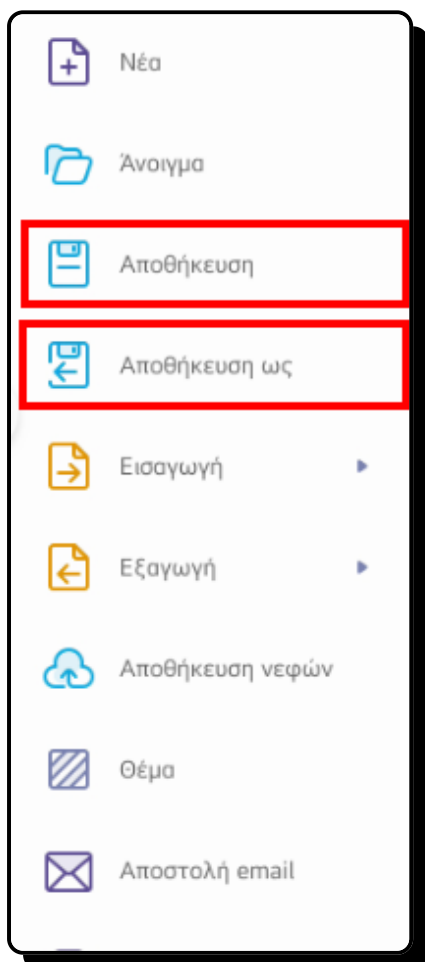 Νέα
Άνοιγμα
Αποθήκευση
Αποθήκευση ως
Εισαγωγή
Εξαγωγή
Αποθήκευση νεφών
Θέμα
Αποστολή email